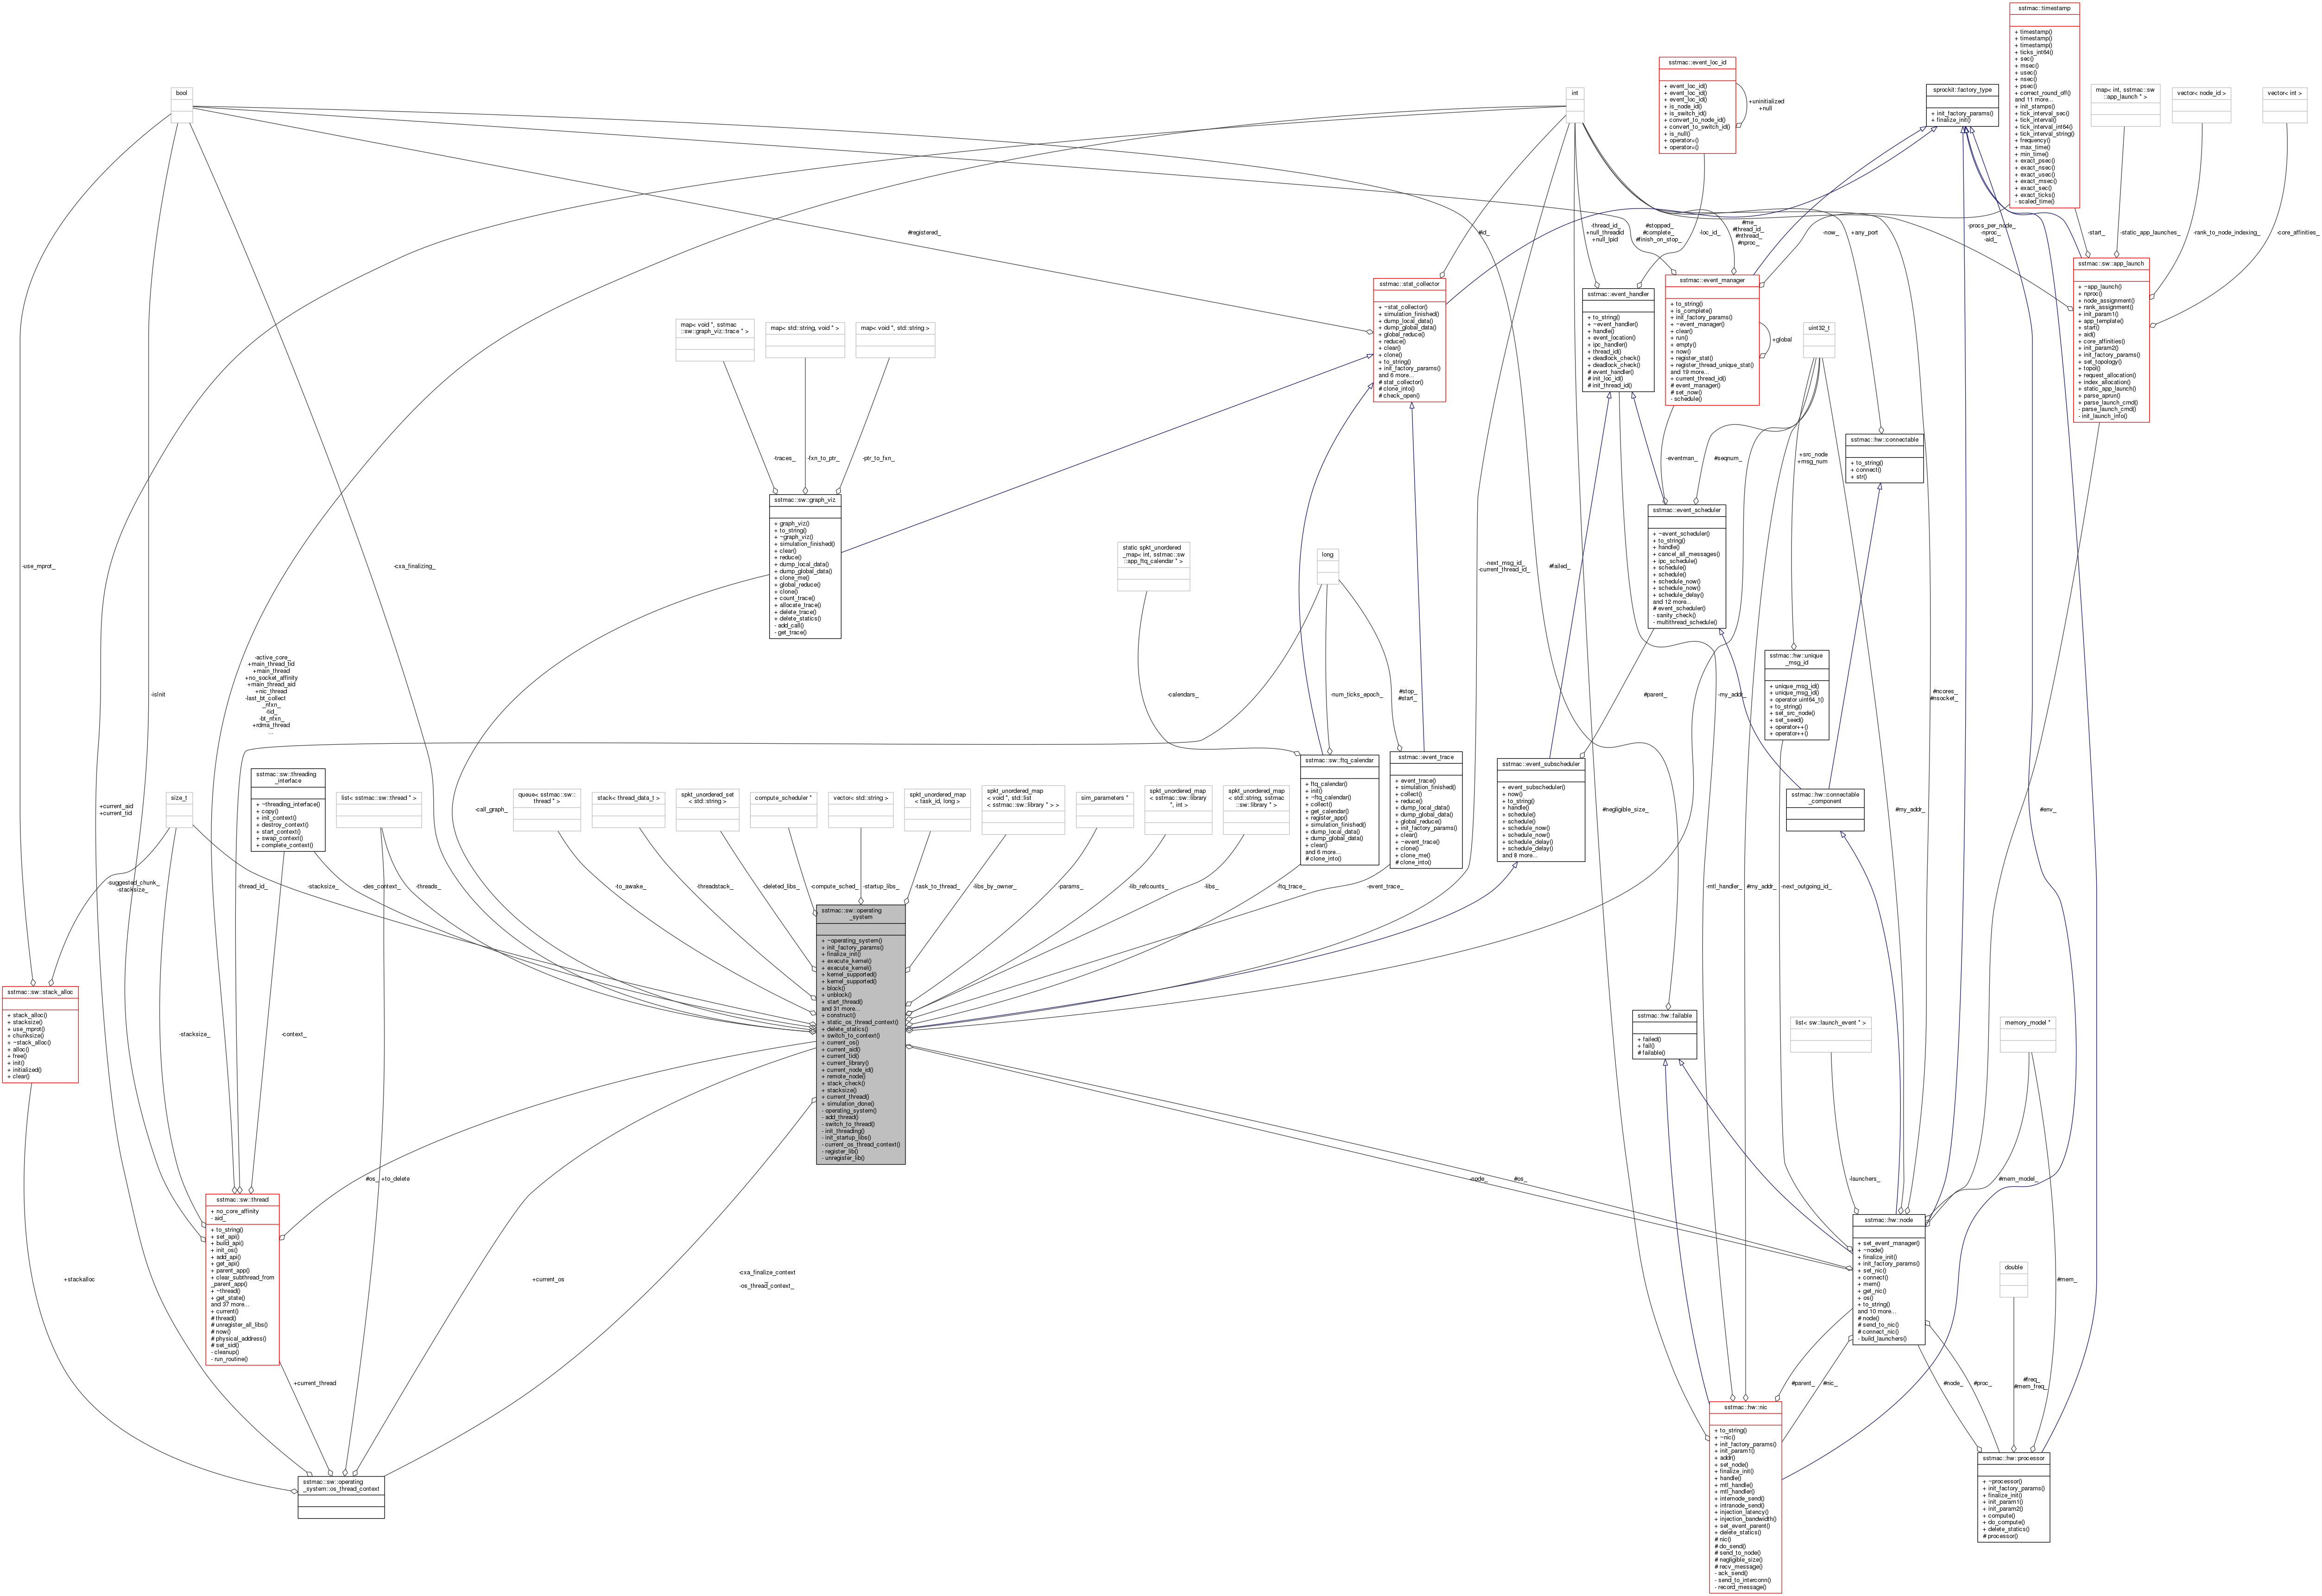 sstmac::timestamp
+ timestamp()
+ timestamp()
+ timestamp()
+ ticks_int64()
+ sec()
+ msec()
+ usec()
+ nsec()
+ psec()
+ correct_round_off()
and 11 more...
+ init_stamps()
+ tick_interval_sec()
+ tick_interval()
+ tick_interval_int64()
+ tick_interval_string()
+ frequency()
+ max_time()
+ min_time()
+ exact_psec()
+ exact_nsec()
+ exact_usec()
+ exact_msec()
+ exact_sec()
+ exact_ticks()
- scaled_time()
sstmac::event_loc_id
+ event_loc_id()
+ event_loc_id()
+ event_loc_id()
+ is_node_id()
+ is_switch_id()
+ convert_to_node_id()
+ convert_to_switch_id()
+ is_null()
+ operator=()
+ operator=()
+uninitialized
+null
bool
int
sprockit::factory_type
+ init_factory_params()
+ finalize_init()
map< int, sstmac::sw
::app_launch * >
vector< node_id >
vector< int >
#registered_
#id_
-thread_id_
+null_threadid
+null_lpid
#stopped_
#complete_
#finish_on_stop_
-loc_id_
#me_
#thread_id_
#nthread_
#nproc_
-now_
+any_port
-procs_per_node_
-nproc_
-aid_
-start_
-static_app_launches_
-rank_to_node_indexing_
-core_affinities_
sstmac::sw::app_launch
+ ~app_launch()
+ nproc()
+ node_assignment()
+ rank_assignment()
+ init_param1()
+ app_template()
+ start()
+ aid()
+ core_affinities()
+ init_param2()
+ init_factory_params()
+ set_topology()
+ topol()
+ request_allocation()
+ index_allocation()
+ static_app_launch()
+ parse_aprun()
+ parse_launch_cmd()
- parse_launch_cmd()
- init_launch_info()
sstmac::stat_collector
+ ~stat_collector()
+ simulation_finished()
+ dump_local_data()
+ dump_global_data()
+ global_reduce()
+ reduce()
+ clear()
+ clone()
+ to_string()
+ init_factory_params()
and 6 more...
# stat_collector()
# clone_into()
# check_open()
sstmac::event_handler
+ to_string()
+ ~event_handler()
+ handle()
+ event_location()
+ ipc_handler()
+ thread_id()
+ deadlock_check()
+ deadlock_check()
# event_handler()
# init_loc_id()
# init_thread_id()
sstmac::event_manager
+ to_string()
+ is_complete()
+ init_factory_params()
+ ~event_manager()
+ clear()
+ run()
+ empty()
+ now()
+ register_stat()
+ register_thread_unique_stat()
and 19 more...
+ current_thread_id()
# event_manager()
# set_now()
- schedule()
+global
uint32_t
map< void *, sstmac
::sw::graph_viz::trace * >
map< std::string, void * >
map< void *, std::string >
-traces_
-fxn_to_ptr_
-ptr_to_fxn_
sstmac::sw::graph_viz
+ graph_viz()
+ to_string()
+ ~graph_viz()
+ simulation_finished()
+ clear()
+ reduce()
+ dump_local_data()
+ dump_global_data()
+ clone_me()
+ global_reduce()
+ clone()
+ count_trace()
+ allocate_trace()
+ delete_trace()
+ delete_statics()
- add_call()
- get_trace()
-eventman_
#seqnum_
+src_node
+msg_num
sstmac::hw::connectable
+ to_string()
+ connect()
+ str()
sstmac::event_scheduler
+ ~event_scheduler()
+ to_string()
+ handle()
+ cancel_all_messages()
+ ipc_schedule()
+ schedule()
+ schedule()
+ schedule_now()
+ schedule_now()
+ schedule_delay()
and 12 more...
# event_scheduler()
- sanity_check()
- multithread_schedule()
-use_mprot_
-cxa_finalizing_
static spkt_unordered
_map< int, sstmac::sw
::app_ftq_calendar * >
long
-next_msg_id_
-current_thread_id_
#failed_
sstmac::hw::unique
_msg_id
+ unique_msg_id()
+ unique_msg_id()
+ operator uint64_t()
+ to_string()
+ set_src_node()
+ set_seed()
+ operator++()
+ operator++()
-active_core_
+main_thread_tid
+main_thread
+no_socket_affinity
+main_thread_aid
+nic_thread
-last_bt_collect
_nfxn_
-tid_
-bt_nfxn_
+rdma_thread
...
-isInit
-calendars_
-num_ticks_epoch_
#stop_
#start_
#parent_
-my_addr_
#ncores_
#nsocket_
sstmac::sw::ftq_calendar
+ ftq_calendar()
+ init()
+ ~ftq_calendar()
+ collect()
+ get_calendar()
+ register_app()
+ simulation_finished()
+ dump_local_data()
+ dump_global_data()
+ clear()
and 6 more...
# clone_into()
sstmac::event_trace
+ event_trace()
+ simulation_finished()
+ collect()
+ reduce()
+ dump_local_data()
+ dump_global_data()
+ global_reduce()
+ init_factory_params()
+ clear()
+ ~event_trace()
+ clone()
+ clone_me()
# clone_into()
sstmac::event_subscheduler
+ event_subscheduler()
+ now()
+ to_string()
+ handle()
+ schedule()
+ schedule()
+ schedule_now()
+ schedule_now()
+ schedule_delay()
+ schedule_delay()
and 8 more...
sstmac::hw::connectable
_component
size_t
sstmac::sw::threading
_interface
+ ~threading_interface()
+ copy()
+ init_context()
+ destroy_context()
+ start_context()
+ swap_context()
+ complete_context()
list< sstmac::sw::thread * >
queue< sstmac::sw::
thread * >
stack< thread_data_t >
spkt_unordered_set
< std::string >
compute_scheduler *
vector< std::string >
spkt_unordered_map
< task_id, long >
spkt_unordered_map
< void *, std::list
< sstmac::sw::library * > >
sim_parameters *
spkt_unordered_map
< sstmac::sw::library
*, int >
spkt_unordered_map
< std::string, sstmac
::sw::library * >
+current_aid
+current_tid
-call_graph_
#negligible_size_
#my_addr_
#env_
-suggested_chunk_
-stacksize_
-thread_id_
-stacksize_
-des_context_
-threads_
-to_awake_
-threadstack_
-deleted_libs_
-compute_sched_
-startup_libs_
-task_to_thread_
-libs_by_owner_
-params_
-lib_refcounts_
-libs_
-ftq_trace_
-event_trace_
-mtl_handler_
#my_addr_
-next_outgoing_id_
sstmac::sw::operating
_system
+ ~operating_system()
+ init_factory_params()
+ finalize_init()
+ execute_kernel()
+ execute_kernel()
+ kernel_supported()
+ kernel_supported()
+ block()
+ unblock()
+ start_thread()
and 31 more...
+ construct()
+ static_os_thread_context()
+ delete_statics()
+ switch_to_context()
+ current_os()
+ current_aid()
+ current_tid()
+ current_library()
+ current_node_id()
+ remote_node()
+ stack_check()
+ stacksize()
+ current_thread()
+ simulation_done()
- operating_system()
- add_thread()
- switch_to_thread()
- init_threading()
- init_startup_libs()
- current_os_thread_context()
- register_lib()
- unregister_lib()
sstmac::sw::stack_alloc
+ stack_alloc()
+ stacksize()
+ use_mprot()
+ chunksize()
+ ~stack_alloc()
+ alloc()
+ free()
+ init()
+ initialized()
+ clear()
-stacksize_
-context_
sstmac::hw::failable
+ failed()
+ fail()
# failable()
list< sw::launch_event * >
memory_model *
#os_
+to_delete
-node_
#os_
-launchers_
#mem_model_
sstmac::sw::thread
+ no_core_affinity
- aid_
+ to_string()
+ set_api()
+ build_api()
+ init_os()
+ add_api()
+ get_api()
+ parent_app()
+ clear_subthread_from
_parent_app()
+ ~thread()
+ get_state()
and 37 more...
+ current()
# thread()
# unregister_all_libs()
# now()
# physical_address()
# set_sid()
- cleanup()
- run_routine()
sstmac::hw::node
+ set_event_manager()
+ ~node()
+ finalize_init()
+ init_factory_params()
+ set_nic()
+ connect()
+ mem()
+ get_nic()
+ os()
+ to_string()
and 10 more...
# node()
# send_to_nic()
# connect_nic()
- build_launchers()
double
+stackalloc
+current_os
-cxa_finalize_context
_
-os_thread_context_
#mem_
+current_thread
#parent_
#nic_
#node_
#proc_
#freq_
#mem_freq_
sstmac::hw::nic
+ to_string()
+ ~nic()
+ init_factory_params()
+ init_param1()
+ addr()
+ set_node()
+ finalize_init()
+ handle()
+ mtl_handle()
+ mtl_handler()
+ internode_send()
+ intranode_send()
+ injection_latency()
+ injection_bandwidth()
+ set_event_parent()
+ delete_statics()
# nic()
# do_send()
# send_to_node()
# negligible_size()
# recv_message()
- ack_send()
- send_to_interconn()
- record_message()
sstmac::hw::processor
+ ~processor()
+ init_factory_params()
+ finalize_init()
+ init_param1()
+ init_param2()
+ compute()
+ do_compute()
+ delete_statics()
# processor()
sstmac::sw::operating
_system::os_thread_context